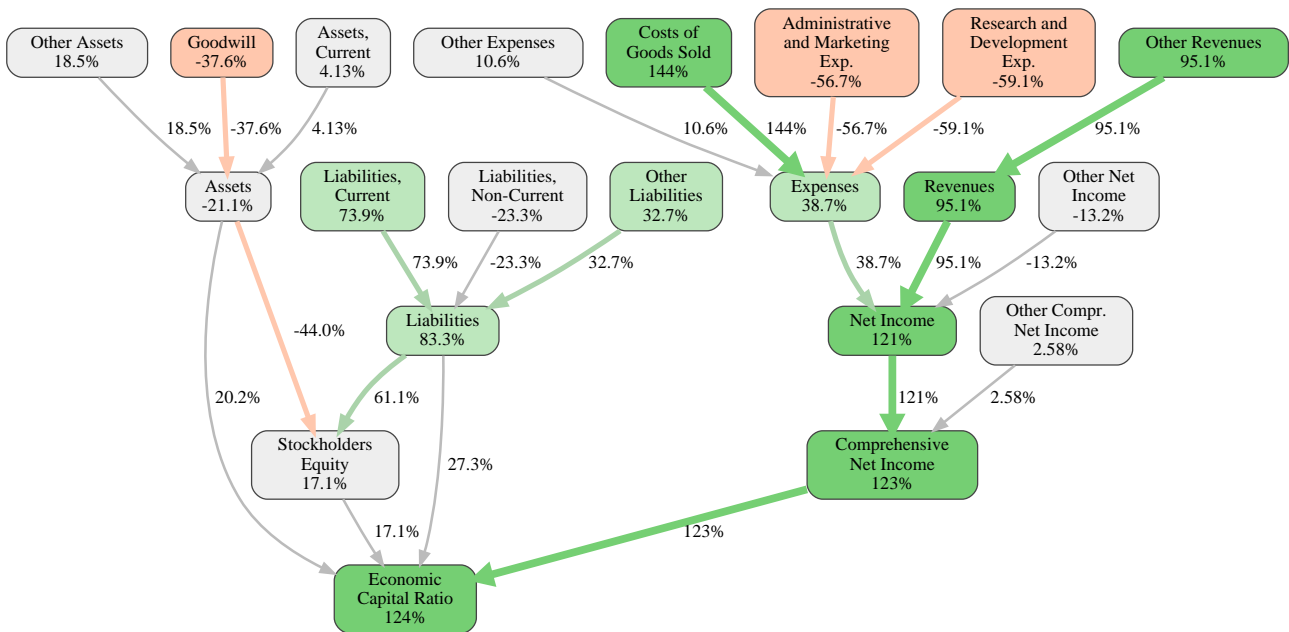 Other Assets
18.5%
Goodwill
-37.6%
Assets,
Current
4.13%
Other Expenses
10.6%
Costs of
Goods Sold
144%
Administrative
and Marketing
Exp.
-56.7%
Research and
Development
Exp.
-59.1%
Other Revenues
95.1%
18.5%
-37.6%
4.13%
10.6%
144%
-56.7%
-59.1%
95.1%
Assets
-21.1%
Liabilities,
Current
73.9%
Liabilities,
Non-Current
-23.3%
Other
Liabilities
32.7%
Expenses
38.7%
Revenues
95.1%
Other Net
Income
-13.2%
73.9%
-23.3%
32.7%
38.7%
95.1%
-13.2%
-44.0%
Liabilities
83.3%
Net Income
121%
Other Compr.
Net Income
2.58%
20.2%
61.1%
121%
2.58%
Stockholders
Equity
17.1%
27.3%
Comprehensive
Net Income
123%
17.1%
123%
Economic
Capital Ratio
124%